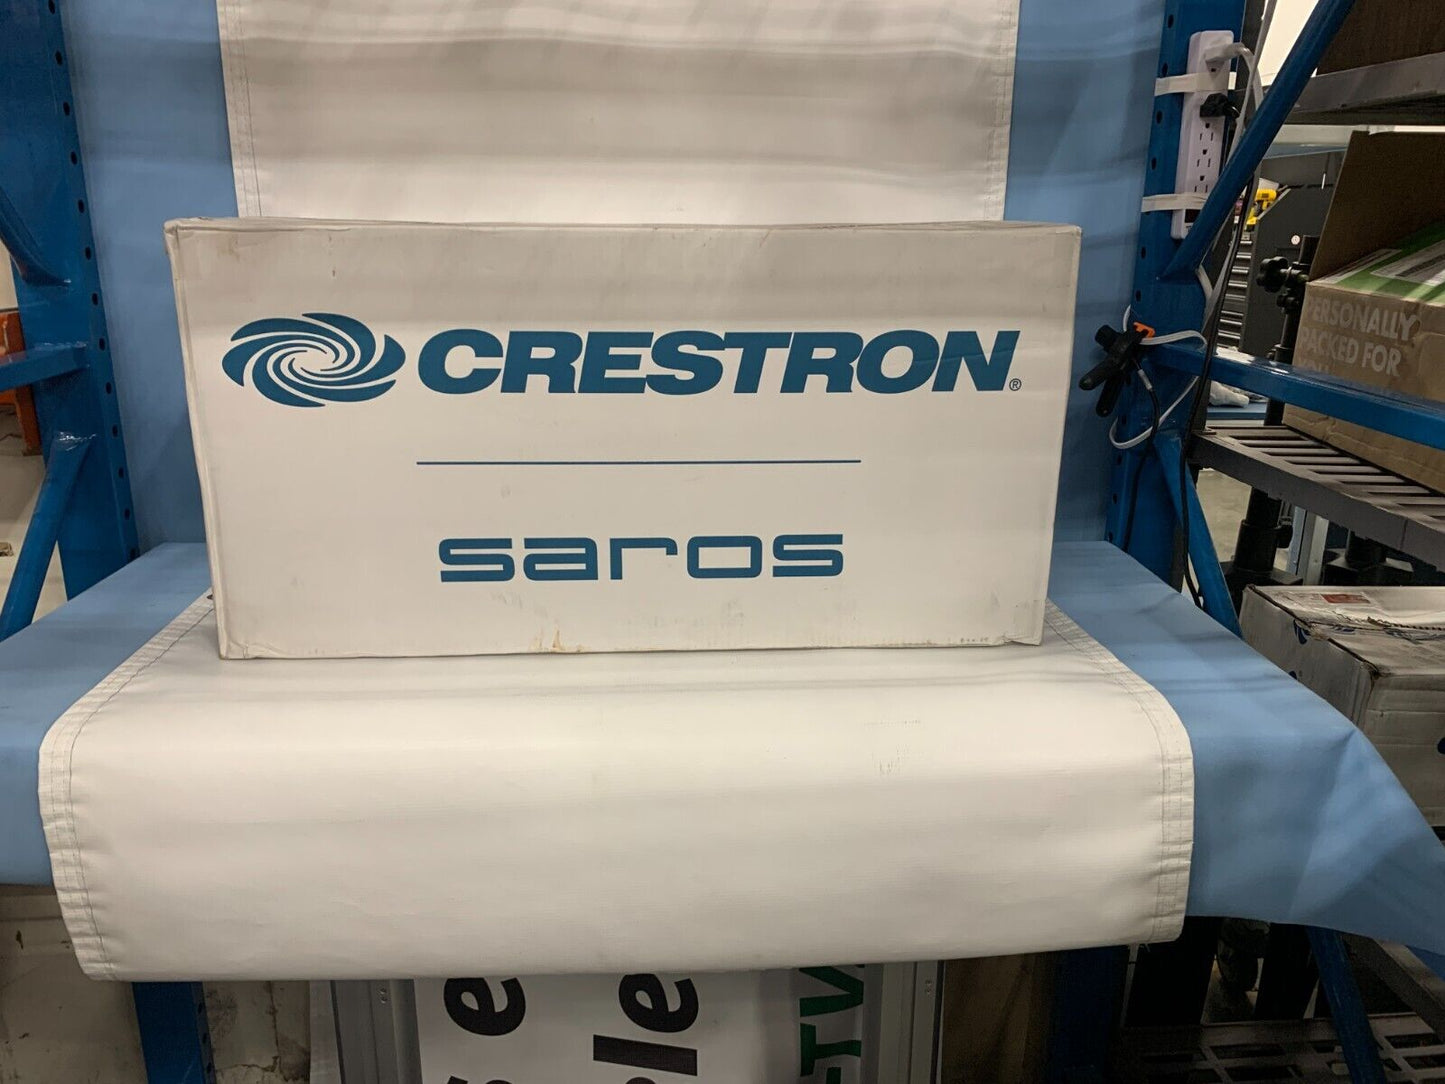 CRESTRON®
saros
PERSONALLY
PACKED FOR